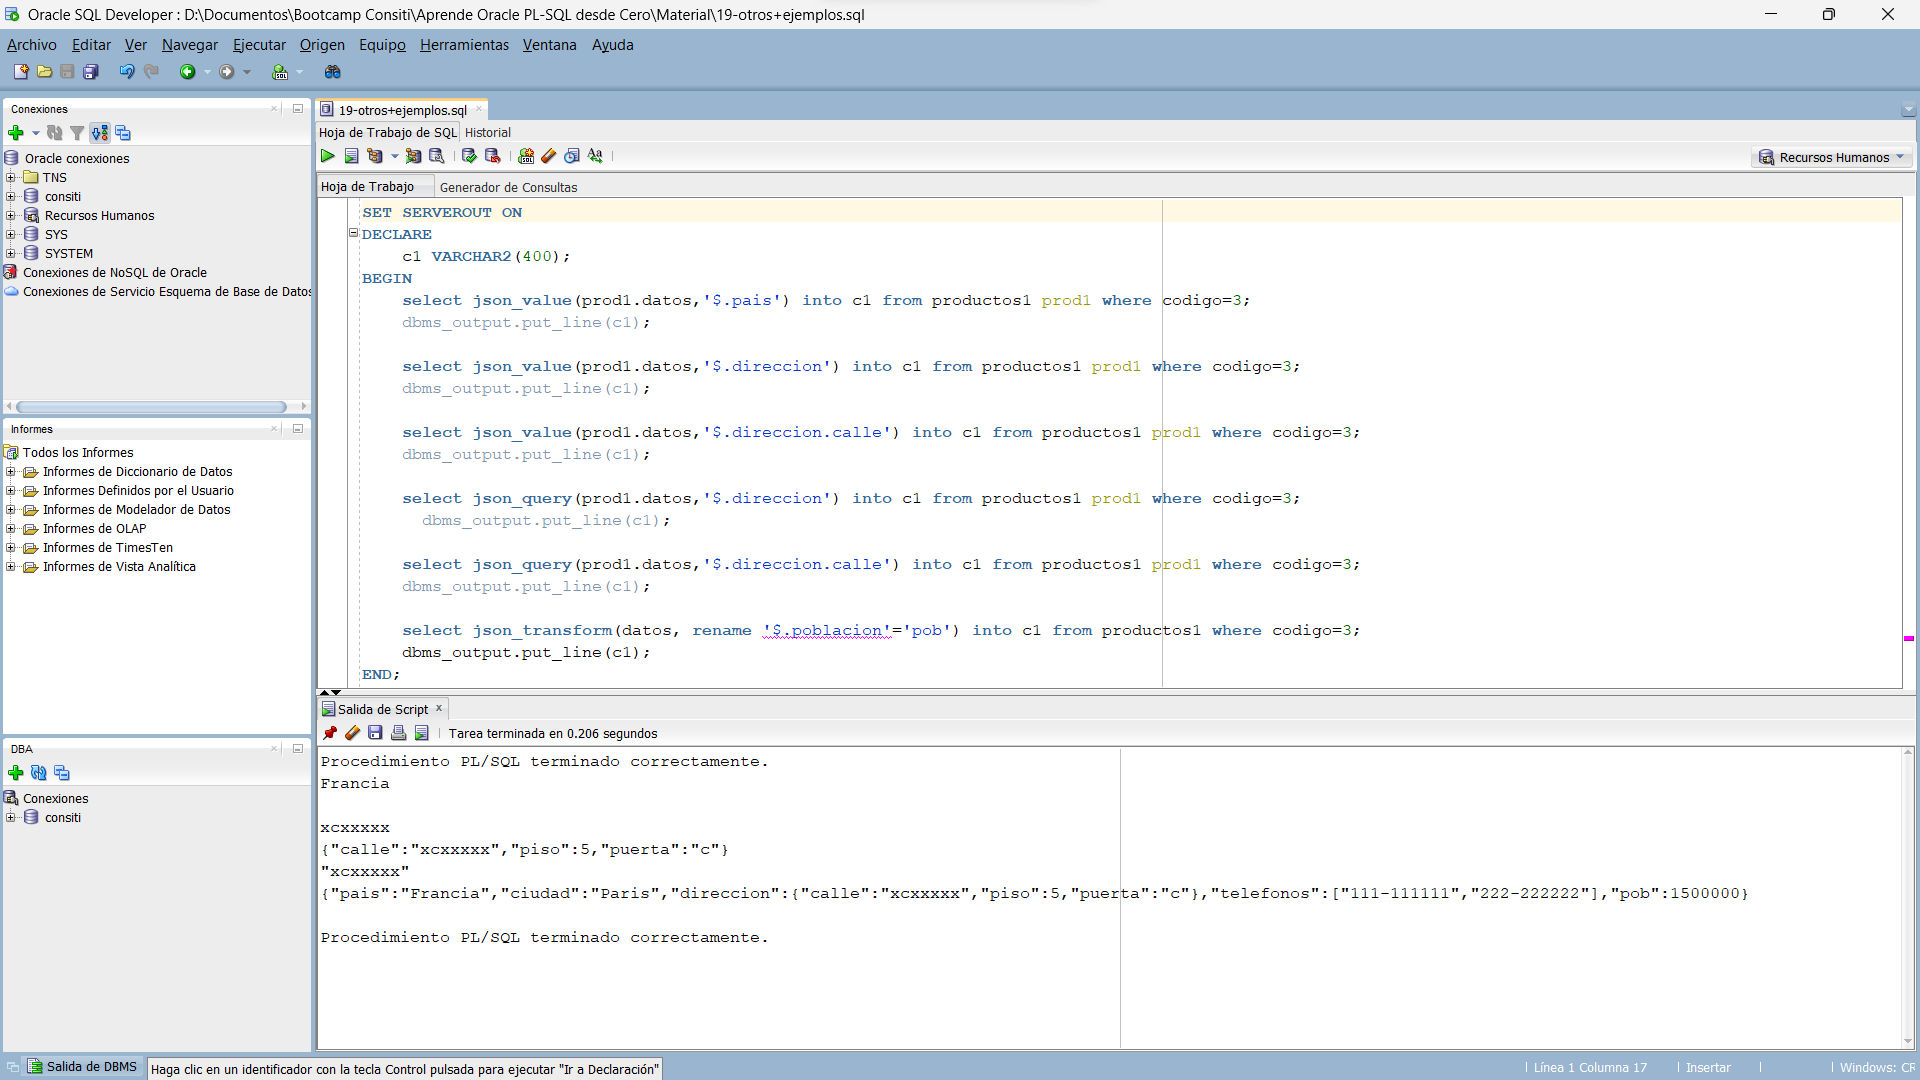 Oracle SQL Developer : D:\Documentos\Bootcamp Consiti\Aprende Oracle PL-SQL desde Cero\Material\19-otros+ejemplos.sql
Archivo Editar Ver Navegar Ejecutar Origen Equipo Herramientas Ventana Ayuda
Conexiones
Oracle conexiones
TNS
consiti
Recursos Humanos
SYS
SYSTEM
Conexiones de NoSQL de Oracle
Conexiones de Servicio Esquema de Base de Datos
Informes
Todos los Informes
Informes de Diccionario de Datos
Informes Definidos por el Usuario
Informes de Modelador de Datos
Informes de OLAP
Informes de TimesTen
Informes de Vista Analítica
DBA
Conexiones
consiti
19-otros+ejemplos.sql
Hoja de Trabajo de SQL Historial
Recursos Humanos
Hoja de Trabajo Generador de Consultas
SET SERVEROUT ON
DECLARE
c1 VARCHAR2(400);
BEGIN
select json_value(prod1.datos,'$.pais') into c1 from productos1 prod1 where codigo=3;
dbms_output.put_line(c1);
select json_value(prod1.datos,'$.direccion') into c1 from productos1 prod1 where codigo=3;
dbms_output.put_line(c1);
select json_value(prod1.datos,'$.direccion.calle') into c1 from productos1 prod1 where codigo=3;
dbms_output.put_line(c1);
select json_query(prod1.datos,'$.direccion') into c1 from productos1 prod1 where codigo=3;
dbms_output.put_line(c1);
select json_query(prod1.datos,'$.direccion.calle') into c1 from productos1 prod1 where codigo=3;
dbms_output.put_line(c1);
select json_transform(datos, rename '$.poblacion'='pob') into c1 from productos1 where codigo=3;
dbms_output.put_line(c1);
END;
Salida de Script
Tarea terminada en 0.206 segundos
Procedimiento PL/SQL terminado correctamente.
Francia
xcxxxxx
{"calle":"xcxxxxx","piso":5,"puerta":"c"}
"xcxxxxx"
{"pais":"Francia","ciudad":"Paris","direccion":{"calle":"xcxxxxx","piso":5,"puerta":"c"},"telefonos":["111-111111","222-222222"],"pob":1500000}
Procedimiento PL/SQL terminado correctamente.
Salida de DBMS
Haga clic en un identificador con la tecla Control pulsada para ejecutar "Ir a Declaración"
Línea 1 Columna 17
Insertar
Windows: CR